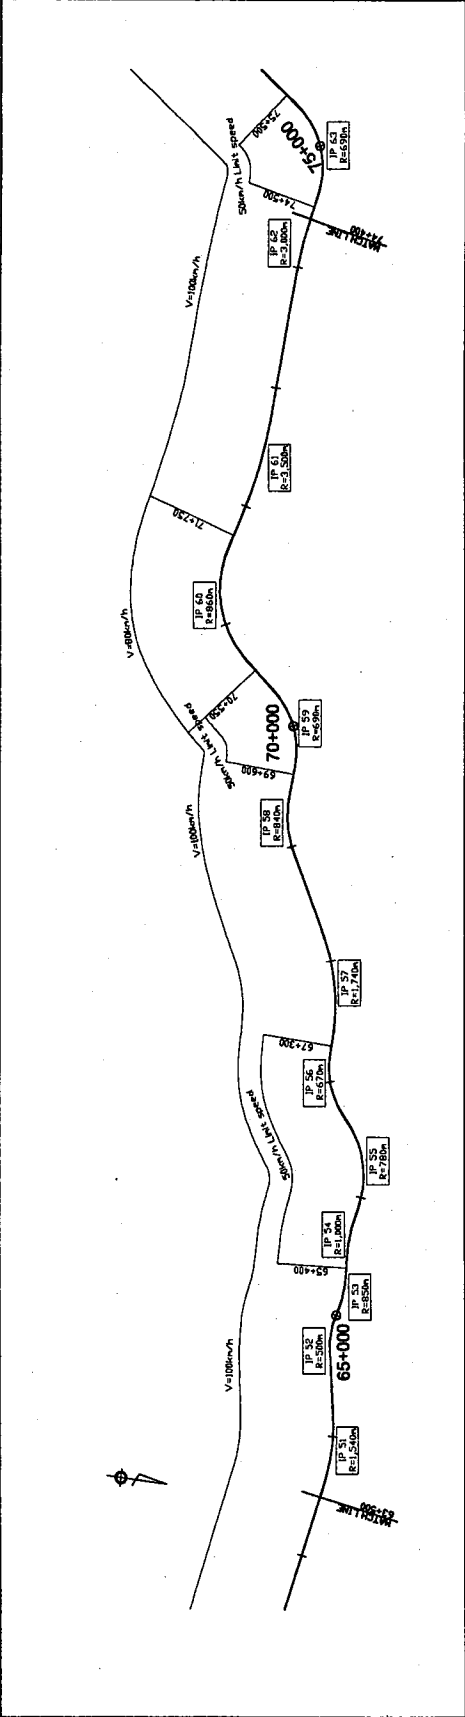 75+500
50km/h Limit speed
75+000
IP 63
R=690m
74+500
MATCH LINE
74+400
IP 62
R=3,000m
V=100km/h
IP 61
R=3,500m
71+750
IP 60
R=860m
V=80km/h
70+550
50km/h Limit speed
70+000
IP 59
R=690m
69+600
IP 58
R=840m
V=100km/h
IP 57
R=1,740m
67+300
IP 56
R=670m
50km/h Limit speed
IP 55
R=780m
IP 54
R=1,000m
65+400
IP 53
R=850m
65+000
IP 52
R=500m
V=100km/h
IP 51
R=1,540m
MATCH LINE
63+500